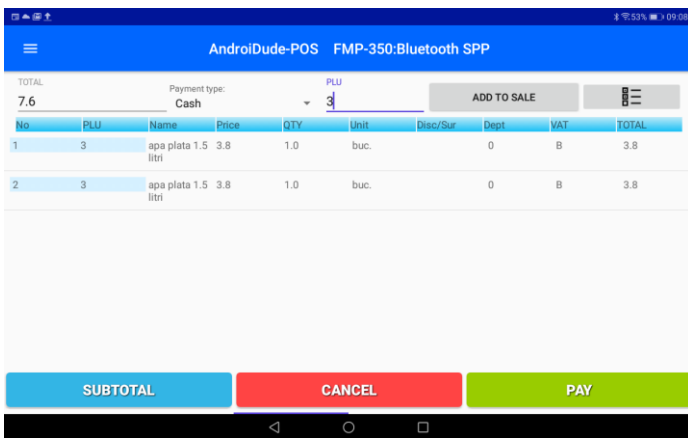 53% 09:08
AndroiDude-POS FMP-350:Bluetooth SPP
TOTAL Payment type: PLU
7.6 Cash 3 ADD TO SALE
No PLU Name Price QTY Unit Disc/Sur Dept VAT TOTAL
1 3 apa plata 1.5 3.8 1.0 buc. 0 B 3.8
litri
2 3 apa plata 1.5 3.8 1.0 buc. 0 B 3.8
litri
SUBTOTAL CANCEL PAY